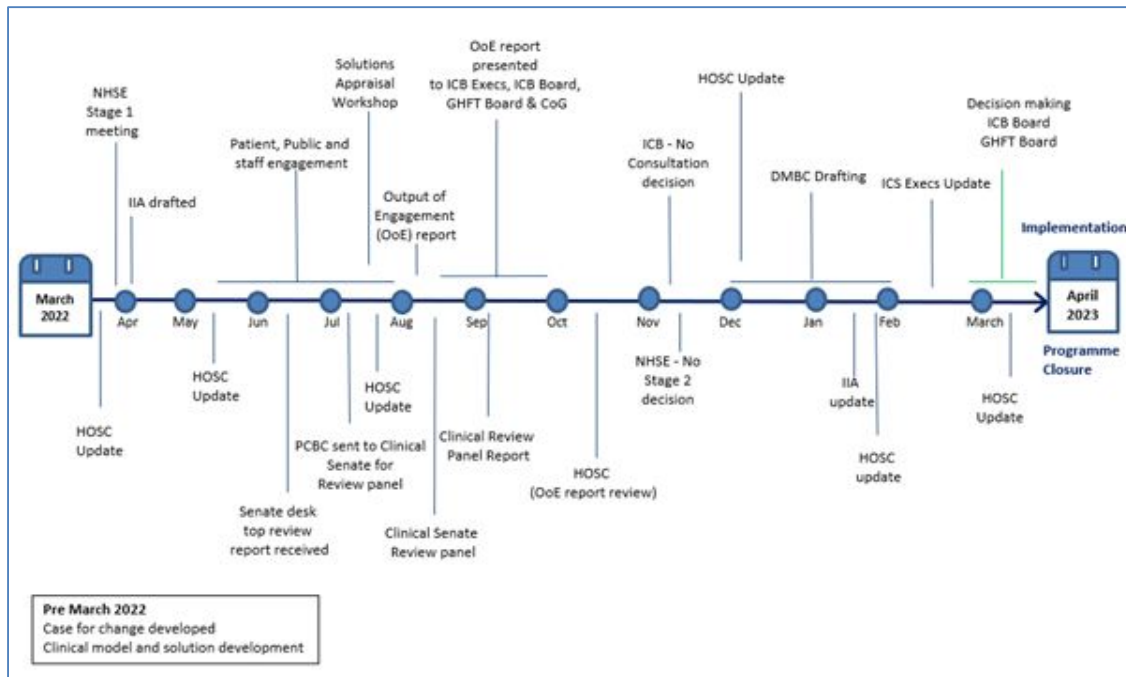 OoE report
presented
to ICB Execs, ICB Board,
GHFT Board & CoG
Solutions
Appraisal
Workshop
HOSC Update
NHSE
Stage 1
meeting
Decision making
ICB Board
GHFT Board
Patient, Public and
staff engagement
ICB - No
Consultation
decision
DMBC Drafting
ICS Execs Update
IIA drafted
Output of
Engagement
(OoE) report
Implementation
March
2022
Apr
May
Jun
Jul
Aug
Sep
Oct
Nov
Dec
Jan
Feb
March
April
2023
Programme
Closure
HOSC
Update
HOSC
Update
HOSC
Update
NHSE - No
Stage 2
decision
IIA
update
HOSC
Update
HOSC
update
PCBC sent to Clinical
Senate for
Review panel
Clinical Review
Panel Report
HOSC
(OoE report review)
Senate desk
top review
report received
Clinical Senate
Review panel
Pre March 2022
Case for change developed
Clinical model and solution development